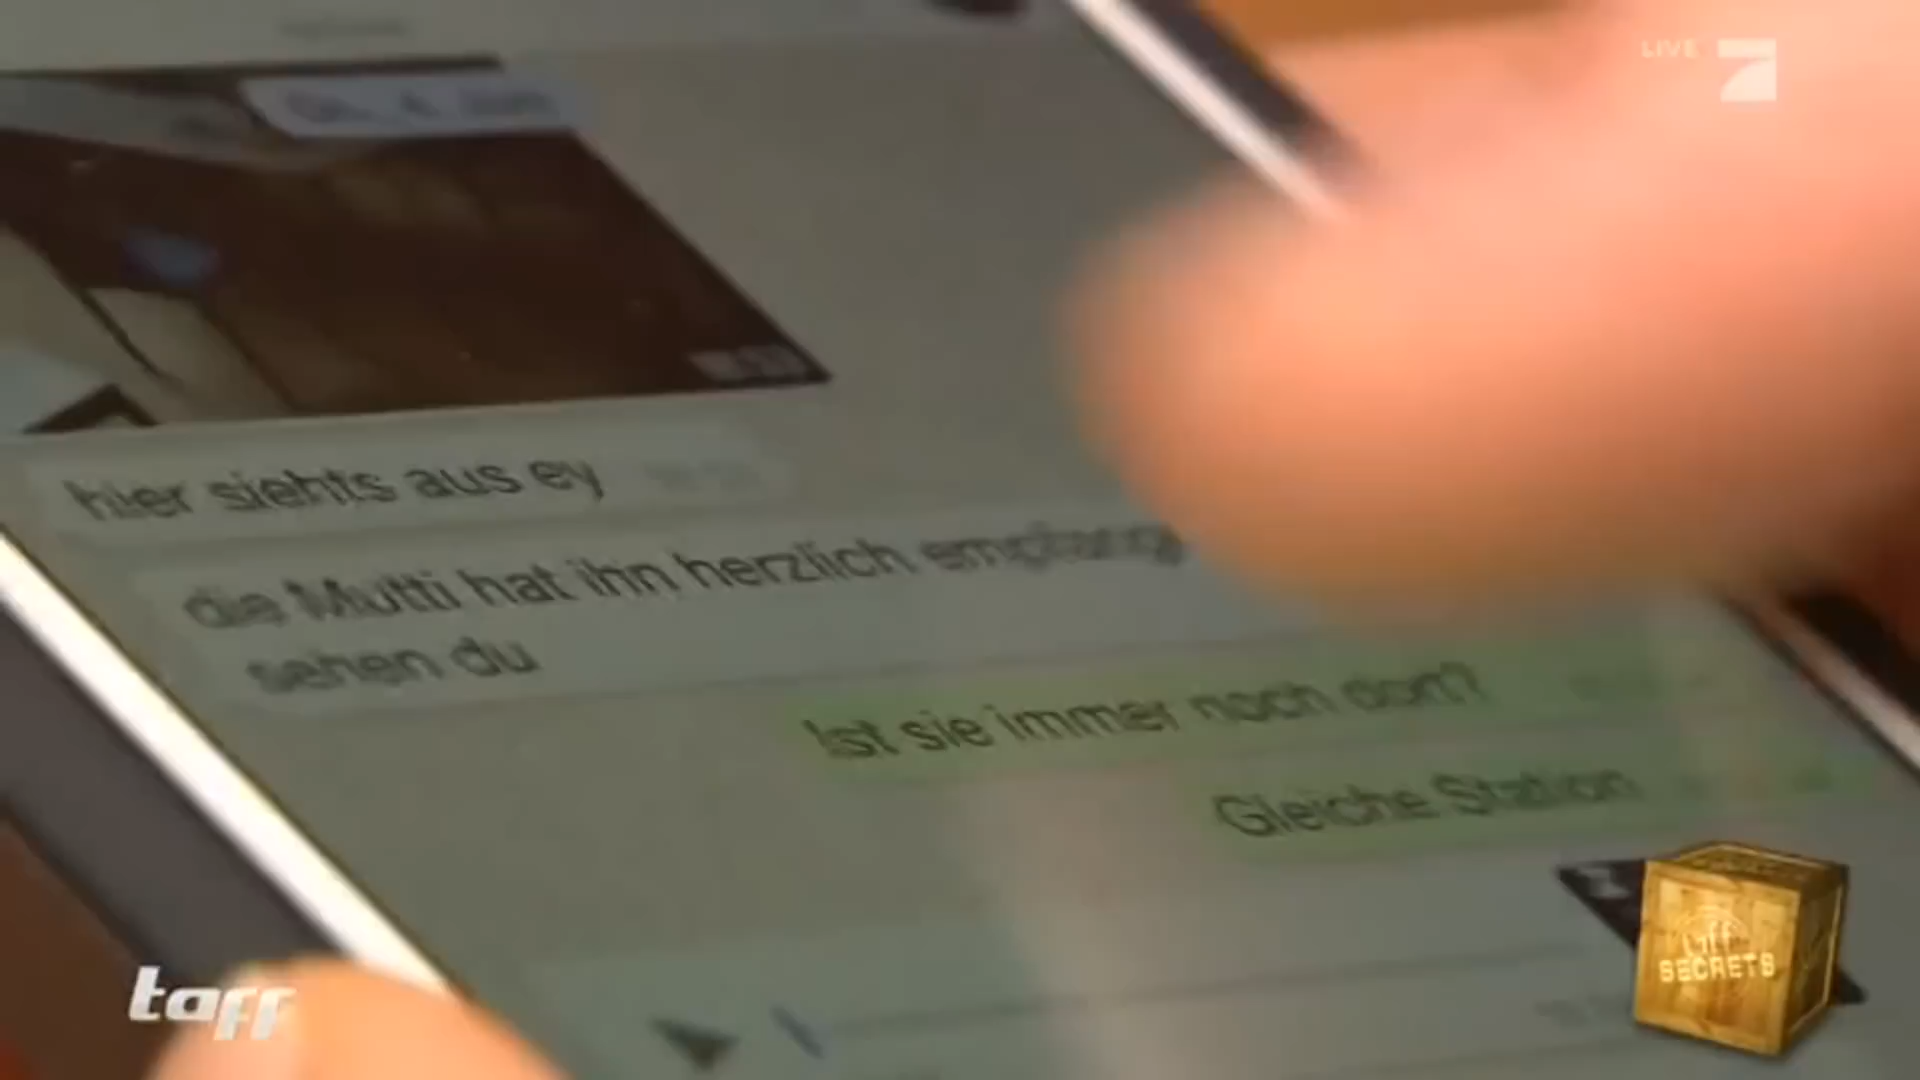 LIVE
hier siehts aus ey
die Mutti hat ihn herzlich
sehen du
Ist sie immer noch dort?
Gleiche Station
taff
taff
SECRETS